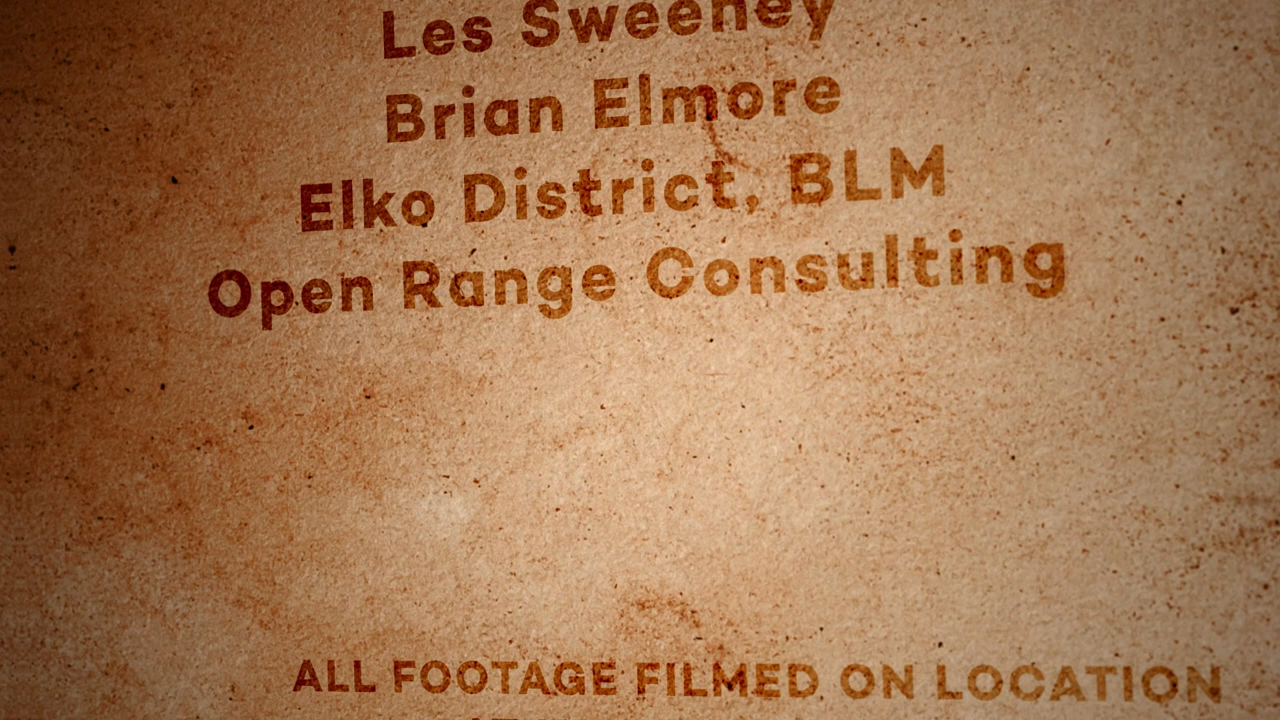 Les Sweeney
Brian Elmore
Elko District, BLM
Open Range Consulting
ALL FOOTAGE FILMED ON LOCATION